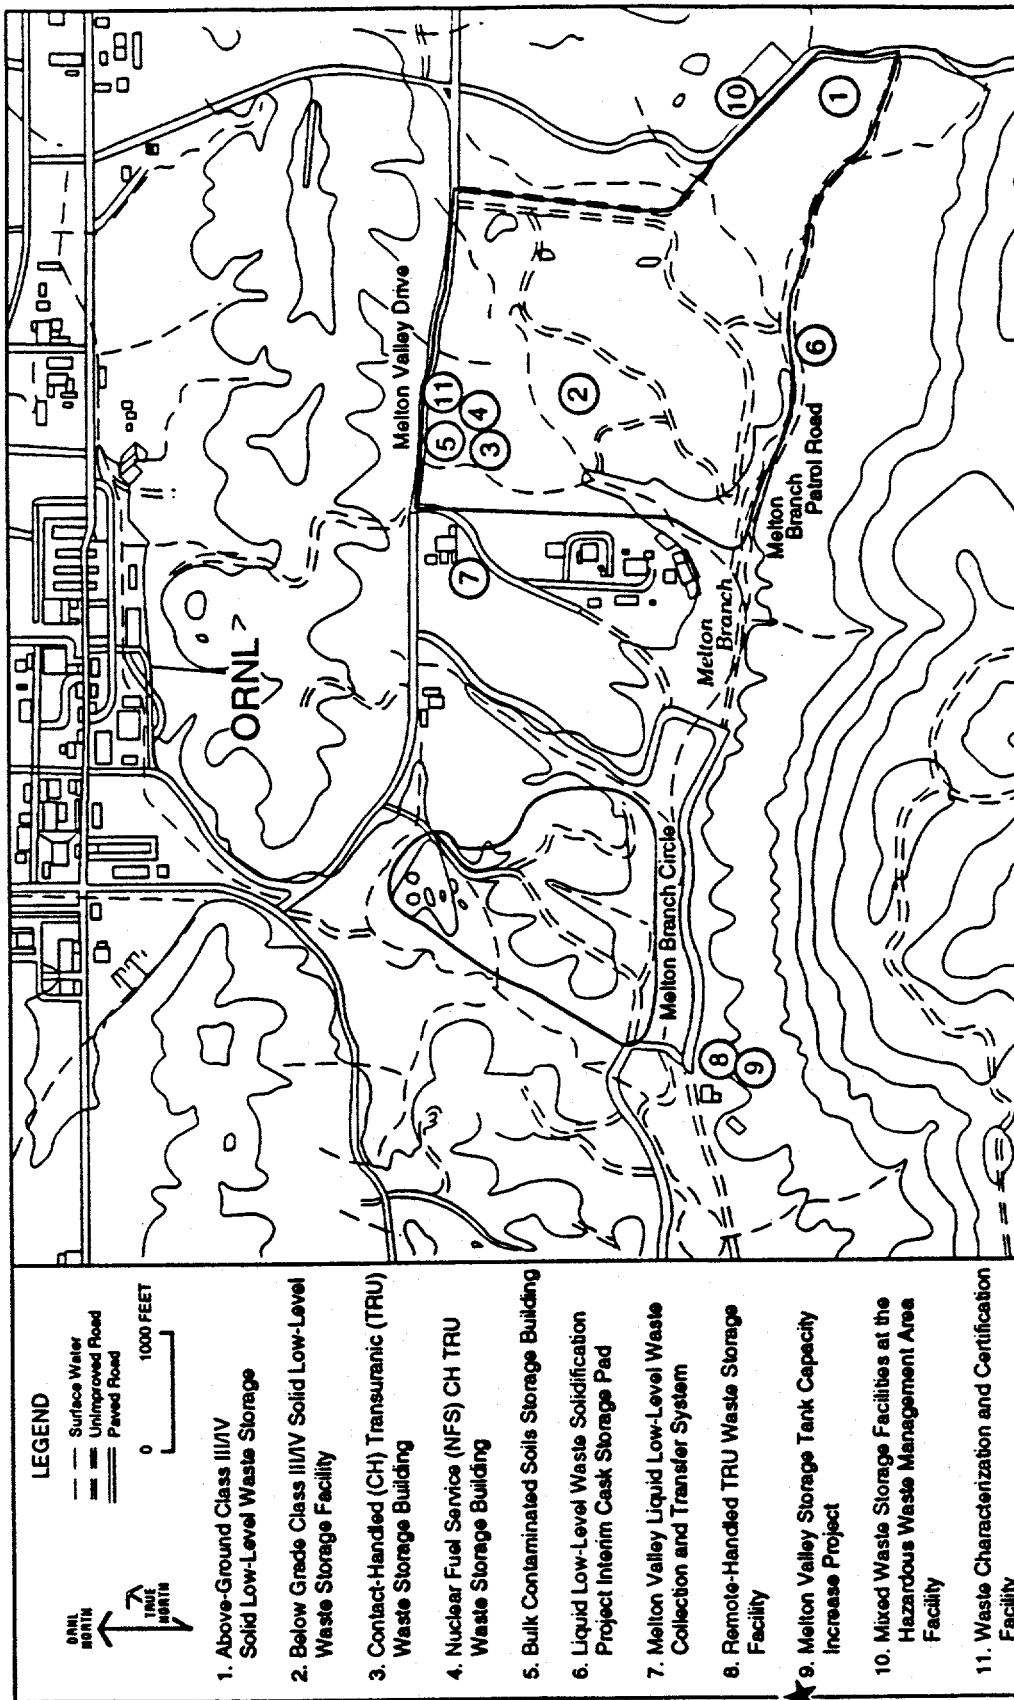 LEGEND
Surface Water
Unimproved Road
Paved Road
0 1000 FEET
ORNL
NORTH
TRUE
NORTH
1. Above-Ground Class III/IV
Solid Low-Level Waste Storage
2. Below Grade Class III/IV Solid Low-Level
Waste Storage Facility
3. Contact-Handled (CH) Transuranic (TRU)
Waste Storage Building
4. Nuclear Fuel Service (NFS) CH TRU
Waste Storage Building
5. Bulk Contaminated Soils Storage Building
6. Liquid Low-Level Waste Solidification
Project Interim Cask Storage Pad
7. Melton Valley Liquid Low-Level Waste
Collection and Transfer System
8. Remote-Handled TRU Waste Storage
Facility
9. Melton Valley Storage Tank Capacity
Increase Project
10. Mixed Waste Storage Facilities at the
Hazardous Waste Management Area
Facility
11. Waste Characterization and Certification
Facility
ORNL
Melton Valley Drive
11
5
4
3
2
7
10
1
6
Melton
Branch
Melton
Branch
Patrol Road
Melton Branch Circle
8
9